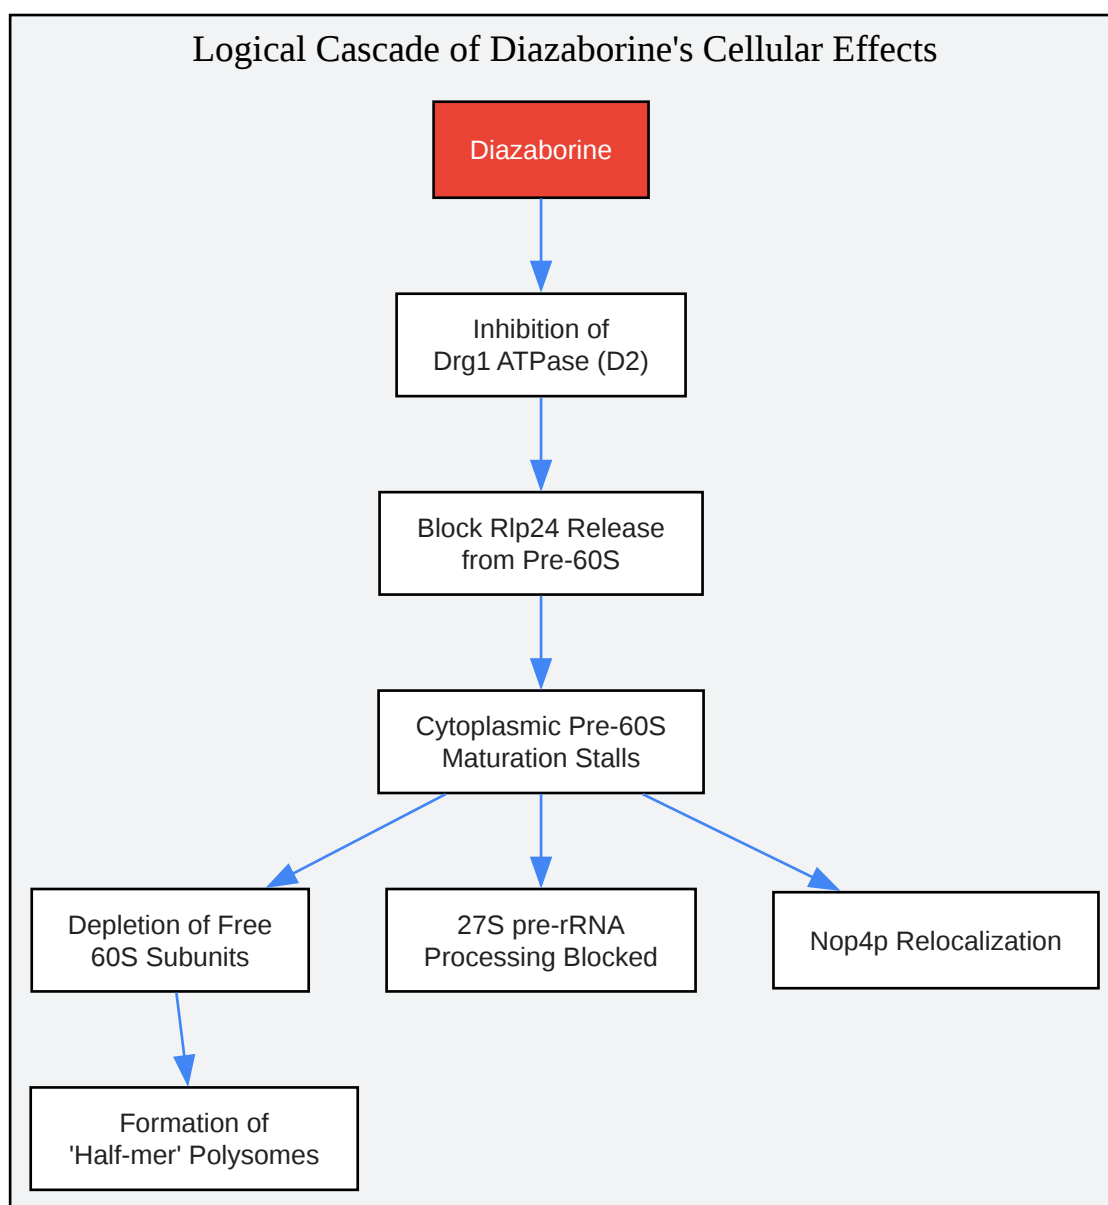 Logical Cascade of Diazaborine's Cellular Effects
Diazaborine
Inhibition of
Drg1 ATPase (D2)
Block Rlp24 Release
from Pre-60S
Cytoplasmic Pre-60S
Maturation Stalls
Depletion of Free
60S Subunits
27S pre-rRNA
Processing Blocked
Nop4p Relocalization
Formation of
'Half-mer' Polysomes